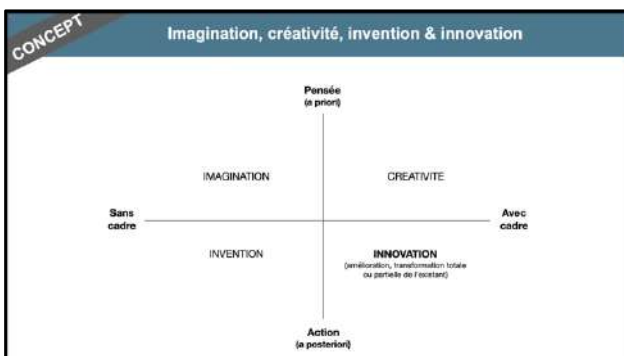 CONCEPT
Imagination, créativité, invention & innovation
Pensée
(a priori)
IMAGINATION
CREATIVITE
Sans
cadre
Avec
cadre
INVENTION
INNOVATION
(amélioration, transformation totale
ou partielle de l'existant)
Action
(a posteriori)